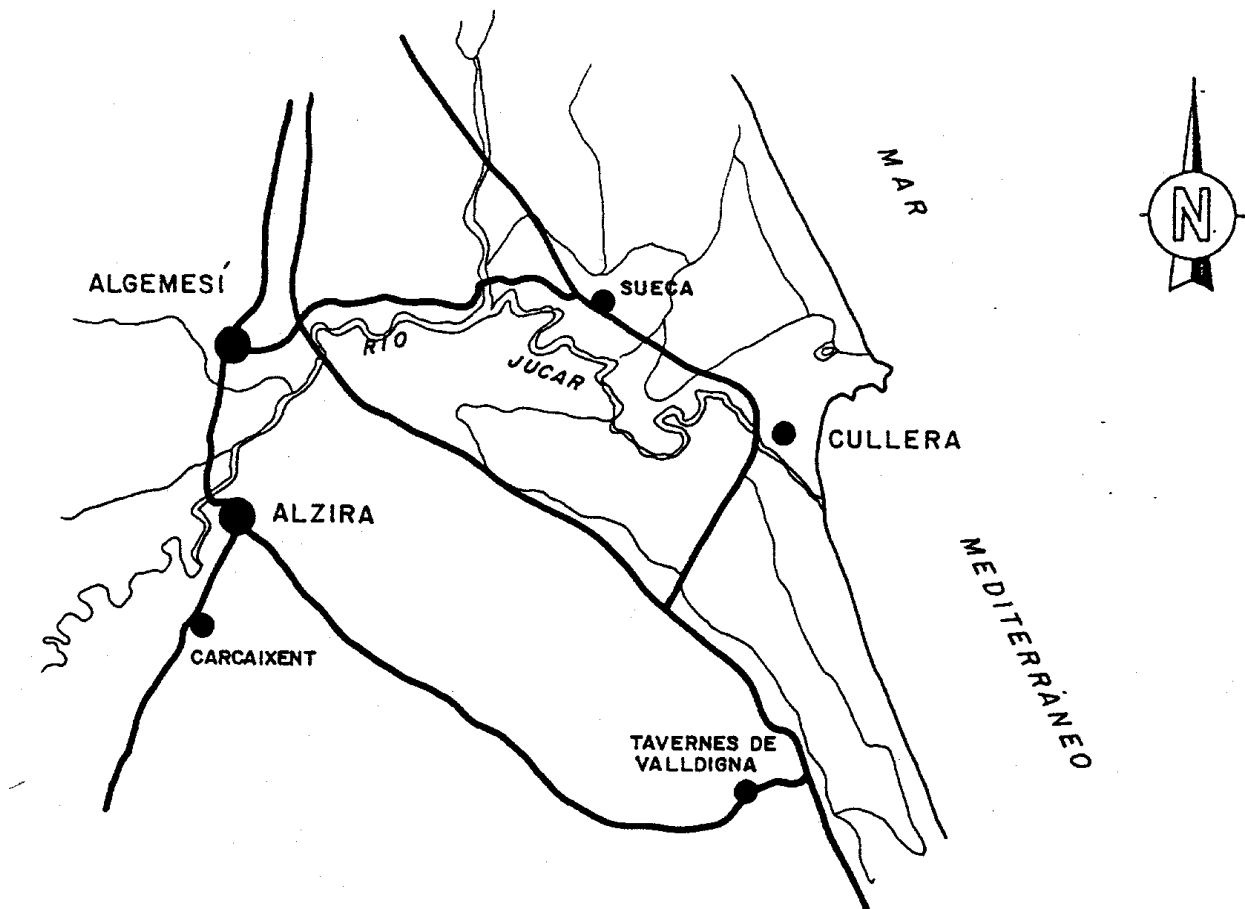 MAR
N
ALGEMESÍ
SUECA
RIO
JUCAR
CULLERA
ALZIRA
MEDITERRÁNEO
CARCAIXENT
TAVERNES DE
VALLDIGNA